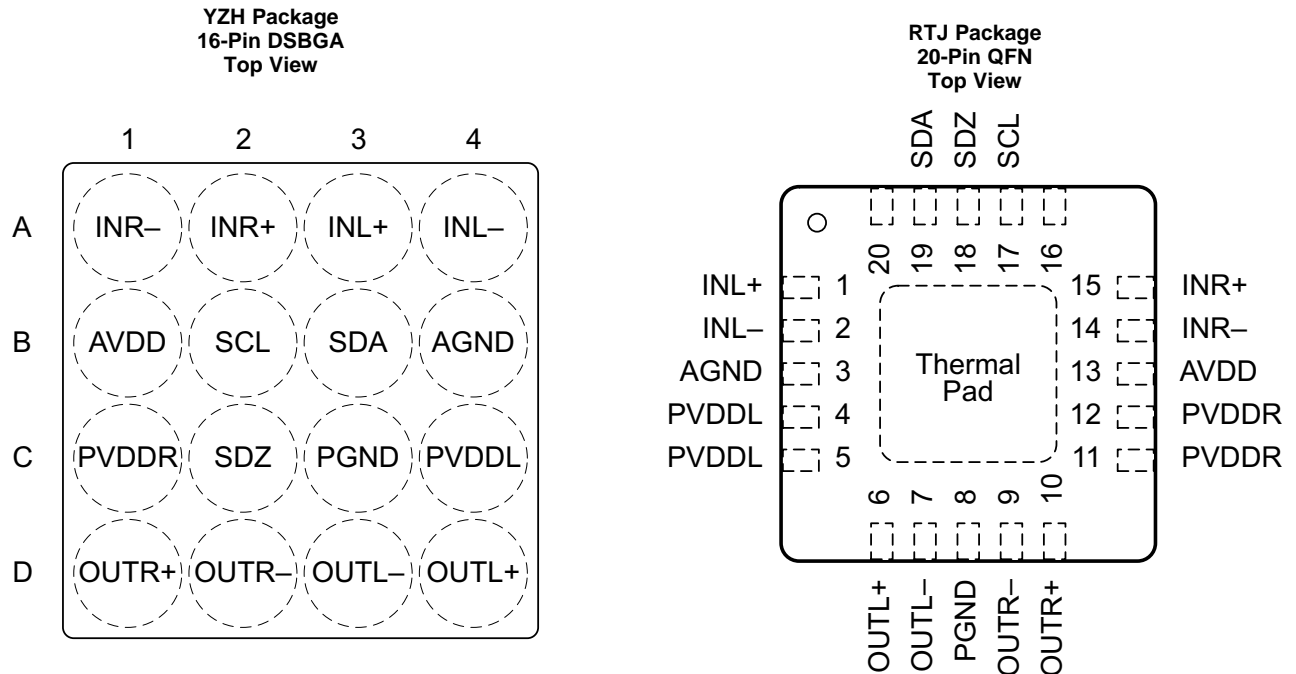 YZH Package
16-Pin DSBGA
Top View
1 2 3 4
A INR– INR+ INL+ INL–
B AVDD SCL SDA AGND
C PVDDR SDZ PGND PVDDL
D OUTR+ OUTR– OUTL– OUTL+
RTJ Package
20-Pin QFN
Top View
SDA SDZ SCL
20 19 18 17 16
INL+ 1 15 INR+
INL– 2 14 INR–
AGND 3 13 AVDD
PVDDL 4 12 PVDDR
PVDDL 5 11 PVDDR
Thermal
Pad
6 7 8 9 10
OUTL+ OUTL– PGND OUTR– OUTR+